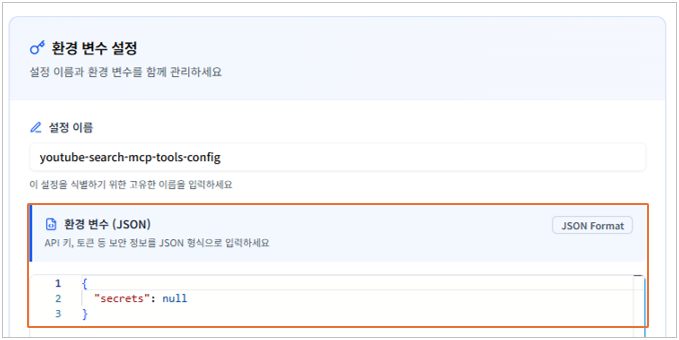 환경 변수 설정
설정 이름과 환경 변수를 함께 관리하세요
설정 이름
youtube-search-mcp-tools-config
이 설정을 식별하기 위한 고유한 이름을 입력하세요
환경 변수 (JSON)
JSON Format
API 키, 토큰 등 보안 정보를 JSON 형식으로 입력하세요
1 {
2 "secrets": null
3 }